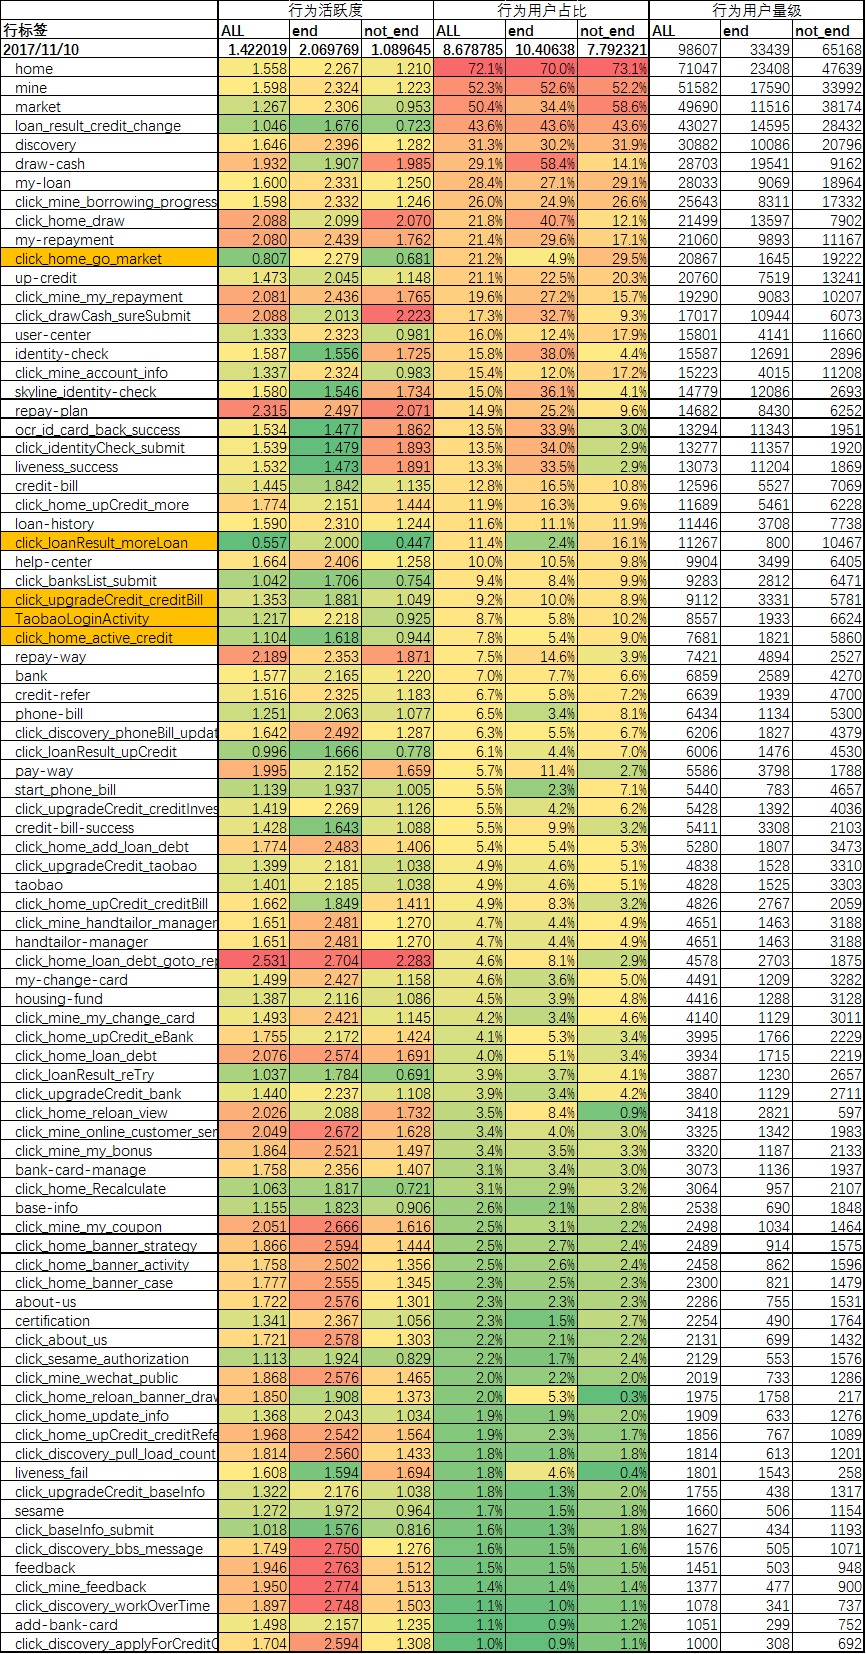 行为活跃度 行为用户占比 行为用户量级
行标签 ALL end not_end ALL end not_end ALL end not_end
2017/11/10 1.422019 2.069769 1.089645 8.678785 10.40638 7.792321 98607 33439 65168
home 1.558 2.267 1.210 72.1% 70.0% 73.1% 71047 23408 47639
mine 1.598 2.324 1.223 52.3% 52.6% 52.2% 51582 17590 33992
market 1.267 2.306 0.953 50.4% 34.4% 58.6% 49690 11516 38174
loan_result_credit_change 1.046 1.676 0.723 43.6% 43.6% 43.6% 43027 14595 28432
discovery 1.646 2.396 1.282 31.3% 30.2% 31.9% 30882 10086 20796
draw-cash 1.932 1.907 1.985 29.1% 58.4% 14.1% 28703 19541 9162
my-loan 1.600 2.331 1.250 28.4% 27.1% 29.1% 28033 9069 18964
click_mine_borrowing_progress 1.598 2.332 1.246 26.0% 24.9% 26.6% 25643 8311 17332
click_home_draw 2.088 2.099 2.070 21.8% 40.7% 12.1% 21499 13597 7902
my-repayment 2.080 2.439 1.762 21.4% 29.6% 17.1% 21060 9893 11167
click_home_go_market 0.807 2.279 0.681 21.2% 4.9% 29.5% 20867 1645 19222
up-credit 1.473 2.045 1.148 21.1% 22.5% 20.3% 20760 7519 13241
click_mine_my_repayment 2.081 2.436 1.765 19.6% 27.2% 15.7% 19290 9083 10207
click_drawCash_sureSubmit 2.088 2.013 2.223 17.3% 32.7% 9.3% 17017 10944 6073
user-center 1.333 2.323 0.981 16.0% 12.4% 17.9% 15801 4141 11660
identity-check 1.587 1.556 1.725 15.8% 38.0% 4.4% 15587 12691 2896
click_mine_account_info 1.337 2.324 0.983 15.4% 12.0% 17.2% 15223 4015 11208
skyline_identity-check 1.580 1.546 1.734 15.0% 36.1% 4.1% 14779 12086 2693
repay-plan 2.315 2.497 2.071 14.9% 25.2% 9.6% 14682 8430 6252
ocr_id_card_back_success 1.534 1.477 1.862 13.5% 33.9% 3.0% 13294 11343 1951
click_identityCheck_submit 1.539 1.479 1.893 13.5% 34.0% 2.9% 13277 11357 1920
liveness_success 1.532 1.473 1.891 13.3% 33.5% 2.9% 13073 11204 1869
credit-bill 1.445 1.842 1.135 12.8% 16.5% 10.8% 12596 5527 7069
click_home_upCredit_more 1.774 2.151 1.444 11.9% 16.3% 9.6% 11689 5461 6228
loan-history 1.590 2.310 1.244 11.6% 11.1% 11.9% 11446 3708 7738
click_loanResult_moreLoan 0.557 2.000 0.447 11.4% 2.4% 16.1% 11267 800 10467
help-center 1.664 2.406 1.258 10.0% 10.5% 9.8% 9904 3499 6405
click_banksList_submit 1.042 1.706 0.754 9.4% 8.4% 9.9% 9283 2812 6471
click_upgradeCredit_creditBill 1.353 1.881 1.049 9.2% 10.0% 8.9% 9112 3331 5781
TaobaoLoginActivity 1.217 2.218 0.925 8.7% 5.8% 10.2% 8557 1933 6624
click_home_active_credit 1.104 1.618 0.944 7.8% 5.4% 9.0% 7681 1821 5860
repay-way 2.189 2.353 1.871 7.5% 14.6% 3.9% 7421 4894 2527
bank 1.577 2.165 1.220 7.0% 7.7% 6.6% 6859 2589 4270
credit-refer 1.516 2.325 1.183 6.7% 5.8% 7.2% 6639 1939 4700
phone-bill 1.251 2.063 1.077 6.5% 3.4% 8.1% 6434 1134 5300
click_discovery_phoneBill_updat 1.642 2.492 1.287 6.3% 5.5% 6.7% 6206 1827 4379
click_loanResult_upCredit 0.996 1.666 0.778 6.1% 4.4% 7.0% 6006 1476 4530
pay-way 1.995 2.152 1.659 5.7% 11.4% 2.7% 5586 3798 1788
start_phone_bill 1.139 1.937 1.005 5.5% 2.3% 7.1% 5440 783 4657
click_upgradeCredit_creditInves 1.419 2.269 1.126 5.5% 4.2% 6.2% 5428 1392 4036
credit-bill-success 1.428 1.643 1.088 5.5% 9.9% 3.2% 5411 3308 2103
click_home_add_loan_debt 1.774 2.483 1.406 5.4% 5.4% 5.3% 5280 1807 3473
click_upgradeCredit_taobao 1.399 2.181 1.038 4.9% 4.6% 5.1% 4838 1528 3310
taobao 1.401 2.185 1.038 4.9% 4.6% 5.1% 4828 1525 3303
click_home_upCredit_creditBill 1.662 1.849 1.411 4.9% 8.3% 3.2% 4826 2767 2059
click_mine_handtailor_manager 1.651 2.481 1.270 4.7% 4.4% 4.9% 4651 1463 3188
handtailor-manager 1.651 2.481 1.270 4.7% 4.4% 4.9% 4651 1463 3188
click_home_loan_debt_goto_rep 2.531 2.704 2.283 4.6% 8.1% 2.9% 4578 2703 1875
my-change-card 1.499 2.427 1.158 4.6% 3.6% 5.0% 4491 1209 3282
housing-fund 1.387 2.116 1.086 4.5% 3.9% 4.8% 4416 1288 3128
click_mine_my_change_card 1.493 2.421 1.145 4.2% 3.4% 4.6% 4140 1129 3011
click_home_upCredit_eBank 1.755 2.172 1.424 4.1% 5.3% 3.4% 3995 1766 2229
click_home_loan_debt 2.076 2.574 1.691 4.0% 5.1% 3.4% 3934 1715 2219
click_loanResult_reTry 1.037 1.784 0.691 3.9% 3.7% 4.1% 3887 1230 2657
click_upgradeCredit_bank 1.440 2.237 1.108 3.9% 3.4% 4.2% 3840 1129 2711
click_home_reloan_view 2.026 2.088 1.732 3.5% 8.4% 0.9% 3418 2821 597
click_mine_online_customer_ser 2.049 2.672 1.628 3.4% 4.0% 3.0% 3325 1342 1983
click_mine_my_bonus 1.864 2.521 1.497 3.4% 3.5% 3.3% 3320 1187 2133
bank-card-manage 1.758 2.356 1.407 3.1% 3.4% 3.0% 3073 1136 1937
click_home_Recalculate 1.063 1.817 0.721 3.1% 2.9% 3.2% 3064 957 2107
base-info 1.155 1.823 0.906 2.6% 2.1% 2.8% 2538 690 1848
click_mine_my_coupon 2.051 2.666 1.616 2.5% 3.1% 2.2% 2498 1034 1464
click_home_banner_strategy 1.866 2.594 1.444 2.5% 2.7% 2.4% 2489 914 1575
click_home_banner_activity 1.758 2.502 1.356 2.5% 2.6% 2.4% 2458 862 1596
click_home_banner_case 1.777 2.555 1.345 2.3% 2.5% 2.3% 2300 821 1479
about-us 1.722 2.576 1.301 2.3% 2.3% 2.3% 2286 755 1531
certification 1.341 2.367 1.056 2.3% 1.5% 2.7% 2254 490 1764
click_about_us 1.721 2.578 1.303 2.2% 2.1% 2.2% 2131 699 1432
click_sesame_authorization 1.113 1.924 0.829 2.2% 1.7% 2.4% 2129 553 1576
click_mine_wechat_public 1.868 2.576 1.465 2.0% 2.2% 2.0% 2019 733 1286
click_home_reloan_banner_draw 1.850 1.908 1.373 2.0% 5.3% 0.3% 1975 1758 217
click_home_update_info 1.368 2.043 1.034 1.9% 1.9% 2.0% 1909 633 1276
click_home_upCredit_creditRefe 1.968 2.542 1.564 1.9% 2.3% 1.7% 1856 767 1089
click_discovery_pull_load_count 1.814 2.560 1.433 1.8% 1.8% 1.8% 1814 613 1201
liveness_fail 1.608 1.594 1.694 1.8% 4.6% 0.4% 1801 1543 258
click_upgradeCredit_baseInfo 1.322 2.176 1.038 1.8% 1.3% 2.0% 1755 438 1317
sesame 1.272 1.972 0.964 1.7% 1.5% 1.8% 1660 506 1154
click_baseInfo_submit 1.018 1.576 0.816 1.6% 1.3% 1.8% 1627 434 1193
click_discovery_bbs_message 1.749 2.750 1.276 1.6% 1.5% 1.6% 1576 505 1071
feedback 1.946 2.763 1.512 1.5% 1.5% 1.5% 1451 503 948
click_mine_feedback 1.950 2.774 1.513 1.4% 1.4% 1.4% 1377 477 900
click_discovery_workOverTime 1.897 2.748 1.503 1.1% 1.0% 1.1% 1078 341 737
add-bank-card 1.498 2.157 1.235 1.1% 0.9% 1.2% 1051 299 752
click_discovery_applyForCreditC 1.704 2.594 1.308 1.0% 0.9% 1.1% 1000 308 692